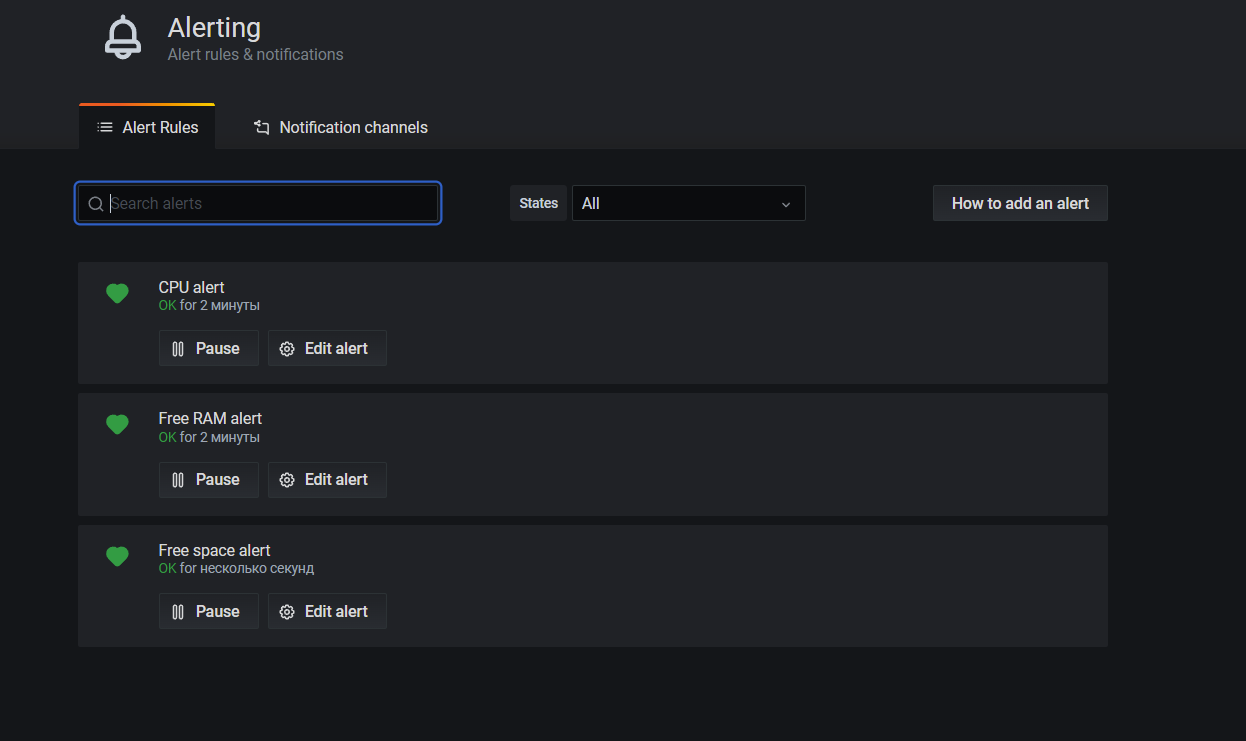 Alerting
Alert rules & notifications
Alert Rules
Notification channels
Search alerts
States
All
How to add an alert
CPU alert
OK for 2 минуты
Pause
Edit alert
Free RAM alert
OK for 2 минуты
Pause
Edit alert
Free space alert
OK for несколько секунд
Pause
Edit alert